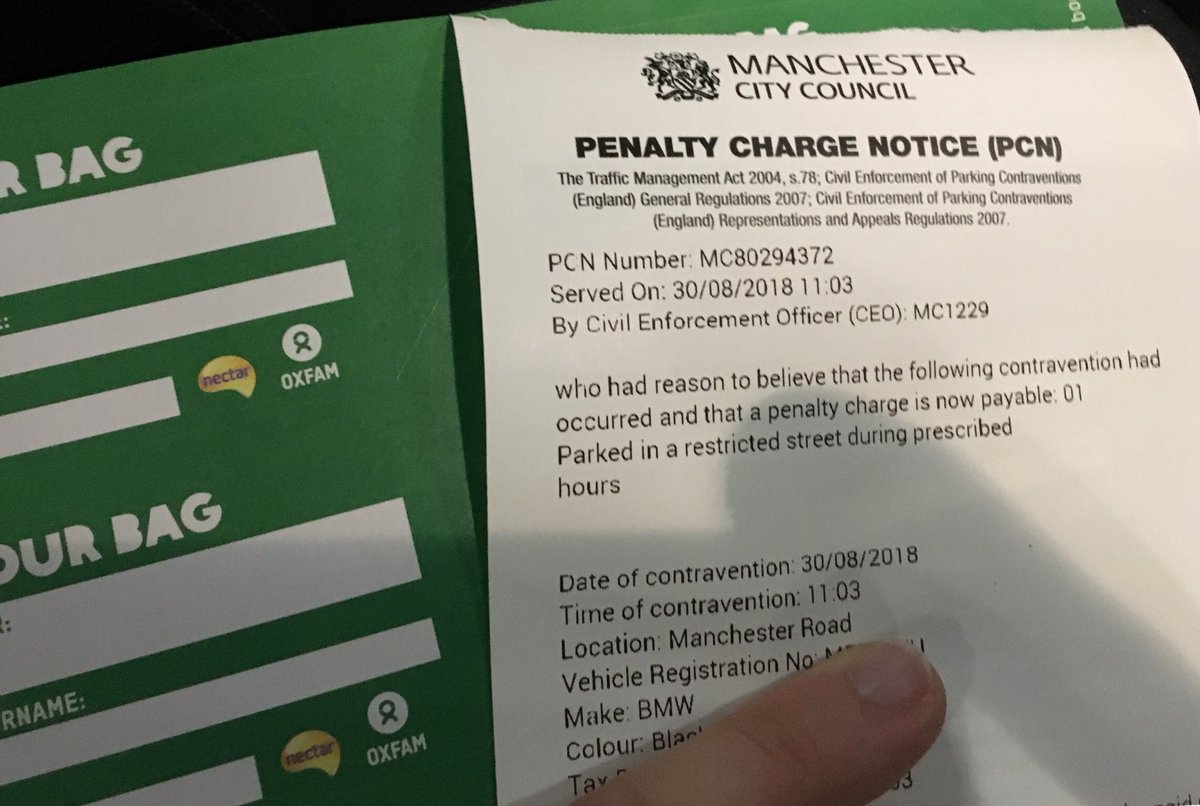 R BAG
nectar
OXFAM
OUR BAG
RNAME:
nectar
OXFAM
MANCHESTER
CITY COUNCIL
PENALTY CHARGE NOTICE (PCN)
The Traffic Management Act 2004, s.78; Civil Enforcement of Parking Contraventions
(England) General Regulations 2007; Civil Enforcement of Parking Contraventions
(England) Representations and Appeals Regulations 2007.
PCN Number: MC80294372
Served On: 30/08/2018 11:03
By Civil Enforcement Officer (CEO): MC1229
who had reason to believe that the following contravention had
occurred and that a penalty charge is now payable: 01
Parked in a restricted street during prescribed
hours
Date of contravention: 30/08/2018
Time of contravention: 11:03
Location: Manchester Road
Vehicle Registration No:
Make: BMW
Colour: Blac
Tax